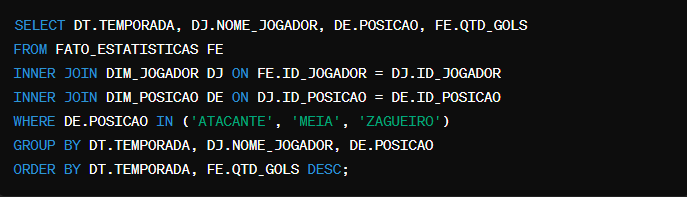 SELECT DT.TEMPORADA, DJ.NOME_JOGADOR, DE.POSICAO, FE.QTD_GOLS
FROM FATO_ESTATISTICAS FE
INNER JOIN DIM_JOGADOR DJ ON FE.ID_JOGADOR = DJ.ID_JOGADOR
INNER JOIN DIM_POSICAO DE ON DJ.ID_POSICAO = DE.ID_POSICAO
WHERE DE.POSICAO IN ('ATACANTE', 'MEIA', 'ZAGUEIRO')
GROUP BY DT.TEMPORADA, DJ.NOME_JOGADOR, DE.POSICAO
ORDER BY DT.TEMPORADA, FE.QTD_GOLS DESC;